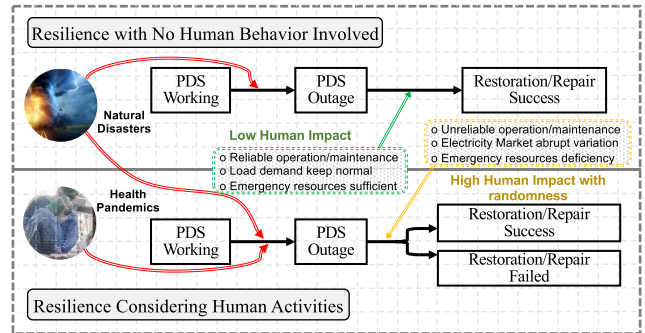 Resilience with No Human Behavior Involved
PDS
Working
PDS
Outage
Restoration/Repair
Success
Natural
Disasters
Low Human Impact
o Reliable operation/maintenance
o Load demand keep normal
o Emergency resources sufficient
o Unreliable operation/maintenance
o Electricity Market abrupt variation
o Emergency resources deficiency
Health
Pandemics
High Human Impact with
randomness
PDS
Working
PDS
Outage
Restoration/Repair
Success
Restoration/Repair
Failed
Resilience Considering Human Activities